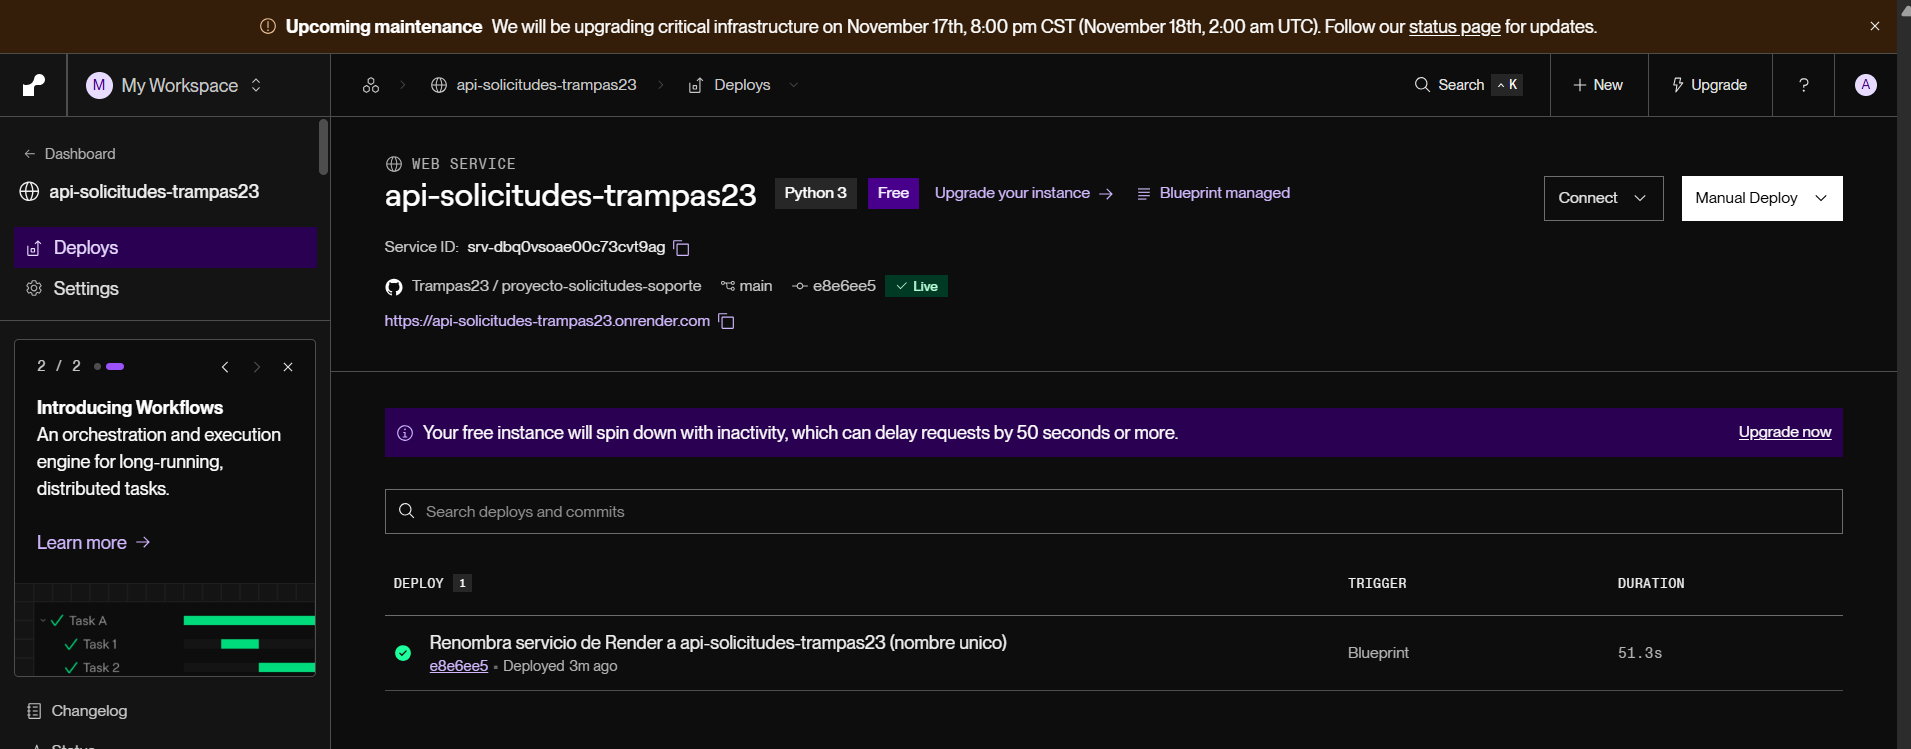 Upcoming maintenance We will be upgrading critical infrastructure on November 17th, 8:00 pm CST (November 18th, 2:00 am UTC). Follow our status page for updates.
M My Workspace
api-solicitudes-trampas23 Deploys
Search ^ K
New
Upgrade
?
A
Dashboard
api-solicitudes-trampas23
Deploys
Settings
2 / 2
Introducing Workflows
An orchestration and execution
engine for long-running,
distributed tasks.
Learn more
Task A
Task 1
Task 2
Changelog
Status
WEB SERVICE
api-solicitudes-trampas23 Python 3 Free Upgrade your instance Blueprint managed
Connect
Manual Deploy
Service ID: srv-dbq0vsoae00c73cvt9ag
Trampas23 / proyecto-solicitudes-soporte main e8e6ee5 Live
https://api-solicitudes-trampas23.onrender.com
Your free instance will spin down with inactivity, which can delay requests by 50 seconds or more. Upgrade now
Search deploys and commits
DEPLOY 1 TRIGGER DURATION
Renombra servicio de Render a api-solicitudes-trampas23 (nombre unico)
e8e6ee5 • Deployed 3m ago
Blueprint
51.3s